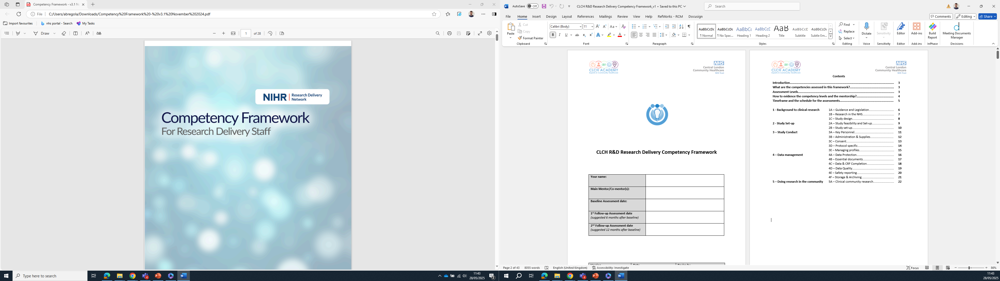 Competency Framework - v3.1 N
File
C:/Users/abregola/Downloads/Competency%20Framework%20-%20v3.1%20November%202024.pdf
Import favourites
nhs portal - Search
My Tasks
Draw
1
of 28
NIHR | Research Delivery Network
Competency Framework
For Research Delivery Staff
Type here to search
11:43
28/05/2025
AutoSave
Off
CLCH R&D Research Delivery Competency Framework_v1 • Saved to this PC
Search
File
Home
Insert
Design
Layout
References
Mailings
Review
View
Help
RefWorks - RCM
Docusign
Comments
Editing
Share
Paste
Cut
Copy
Format Painter
Clipboard
Calibri (Body)
11
Font
Paragraph
AaBbCcDc
¶ Normal
AaBbCcDc
¶ No Spac...
AaBbC
Heading 1
AaBbCcD
Heading 2
AaB
Title
AaBbCcD
Subtitle
AaBbCcDt
Subtle Em...
Styles
Find
Replace
Select
Editing
Dictate
Voice
Sensitivity
Sensitivity
Editor
Editor
Add-ins
Add-ins
Build Report
InPhase
Meeting Documents Manager
Decisions
CLCH ACADEMY
Experts in Community Healthcare
NHS
Central London
Community Healthcare
NHS Trust
CLCH R&D Research Delivery Competency Framework
Your name:
Main Mentor/Co-mentor(s):
Baseline Assessment date:
1st Follow-up Assessment date
(suggested 6 months after baseline)
2nd Follow-up Assessment date
(suggested 12 months after baseline)
CLCH ACADEMY
Experts in Community Healthcare
NHS
Central London
Community Healthcare
NHS Trust
Contents
Introduction 3
What are the competencies assessed in this framework? 3
Assessment Levels 3
How to evidence the competency levels and the mentorship? 4
Timeframe and the schedule for the assessments 5
1 - Background to clinical research 1A – Guidance and Legislation 6
1B – Research in the NHS 7
1C – Study design 8
2 - Study Set-up 2A – Study feasibility and Set-up 9
2B – Study set-up 10
3 – Study Conduct 3A – Key Personnel 11
3B – Administration & Supplies 12
3C – Consent 13
3D – Protocol specific 14
3E – Managing profiles 15
4 – Data management 4A – Data Protection 16
4B – Essential documents 17
4C – Data & CRF Completion 18
4D – Data Quality 19
4E – Safety reporting 20
4F – Storage & Archiving 21
5 – Doing research in the community 5A – Clinical community research 22
Page 2 of 43
8055 words
English (United Kingdom)
Accessibility: Investigate
Focus
86%
11:43
28/05/2025